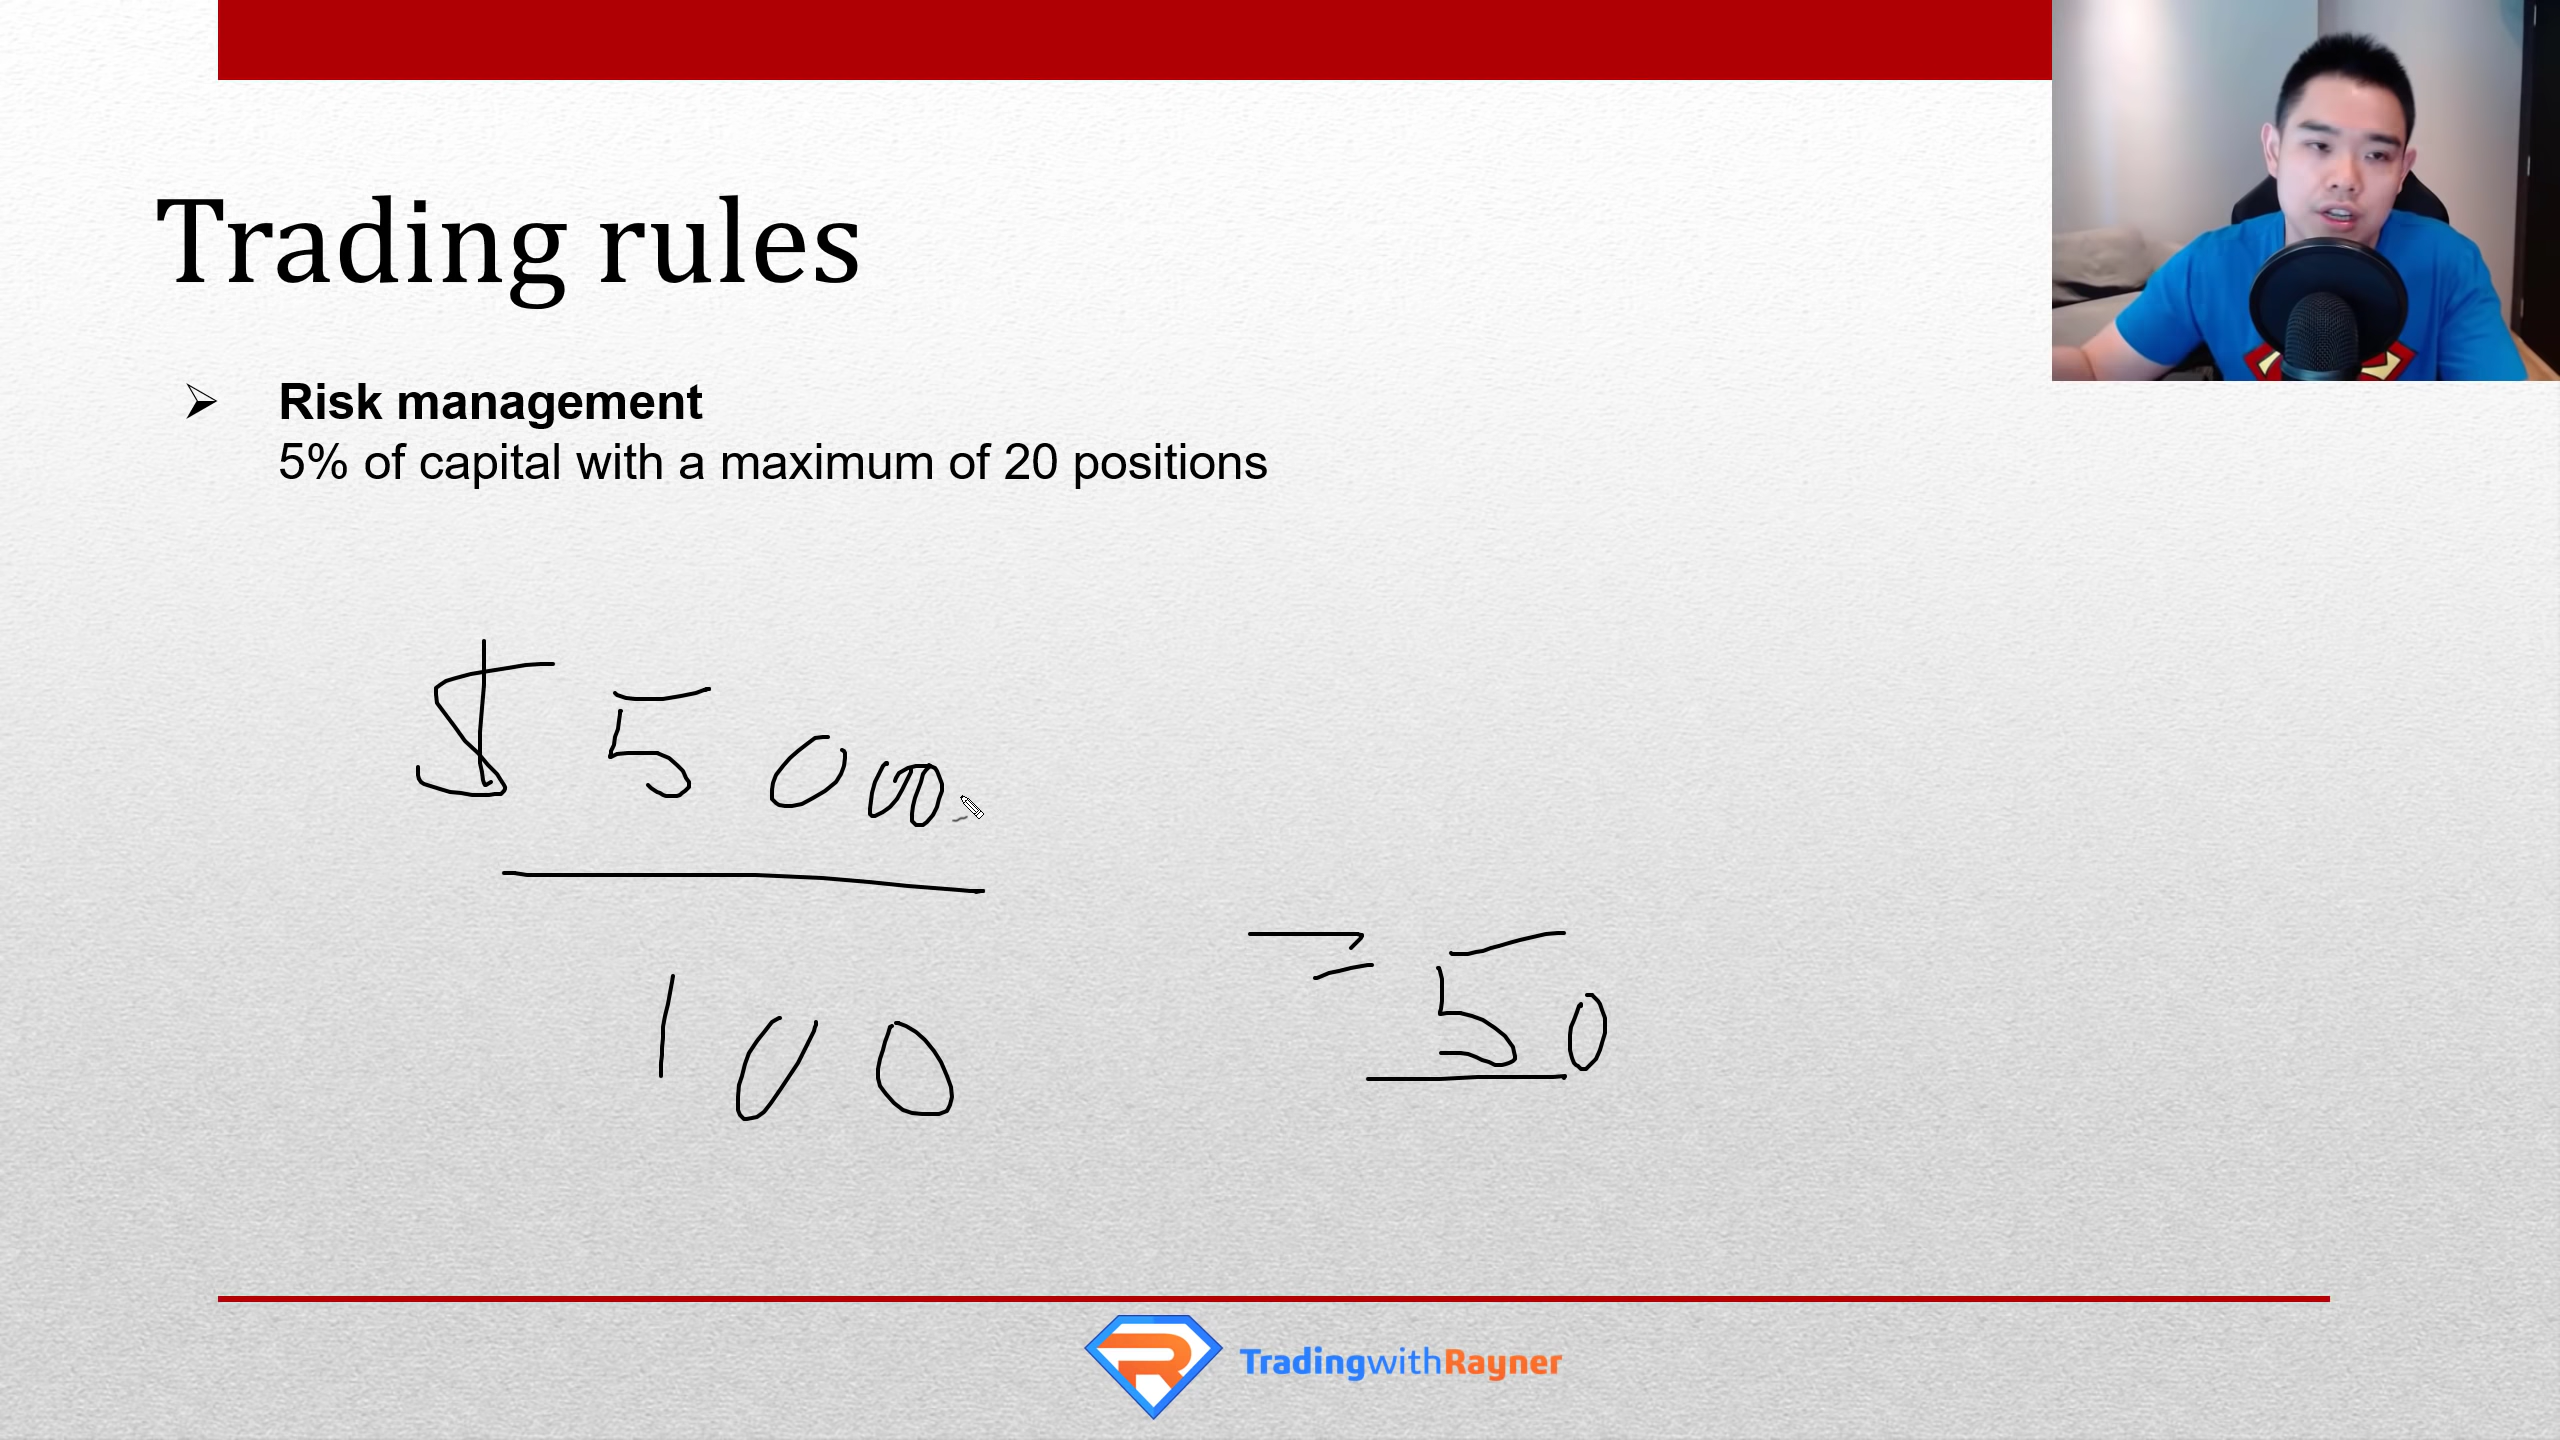 Trading rules
Risk management
5% of capital with a maximum of 20 positions
$5000
100
=50
TradingwithRayner